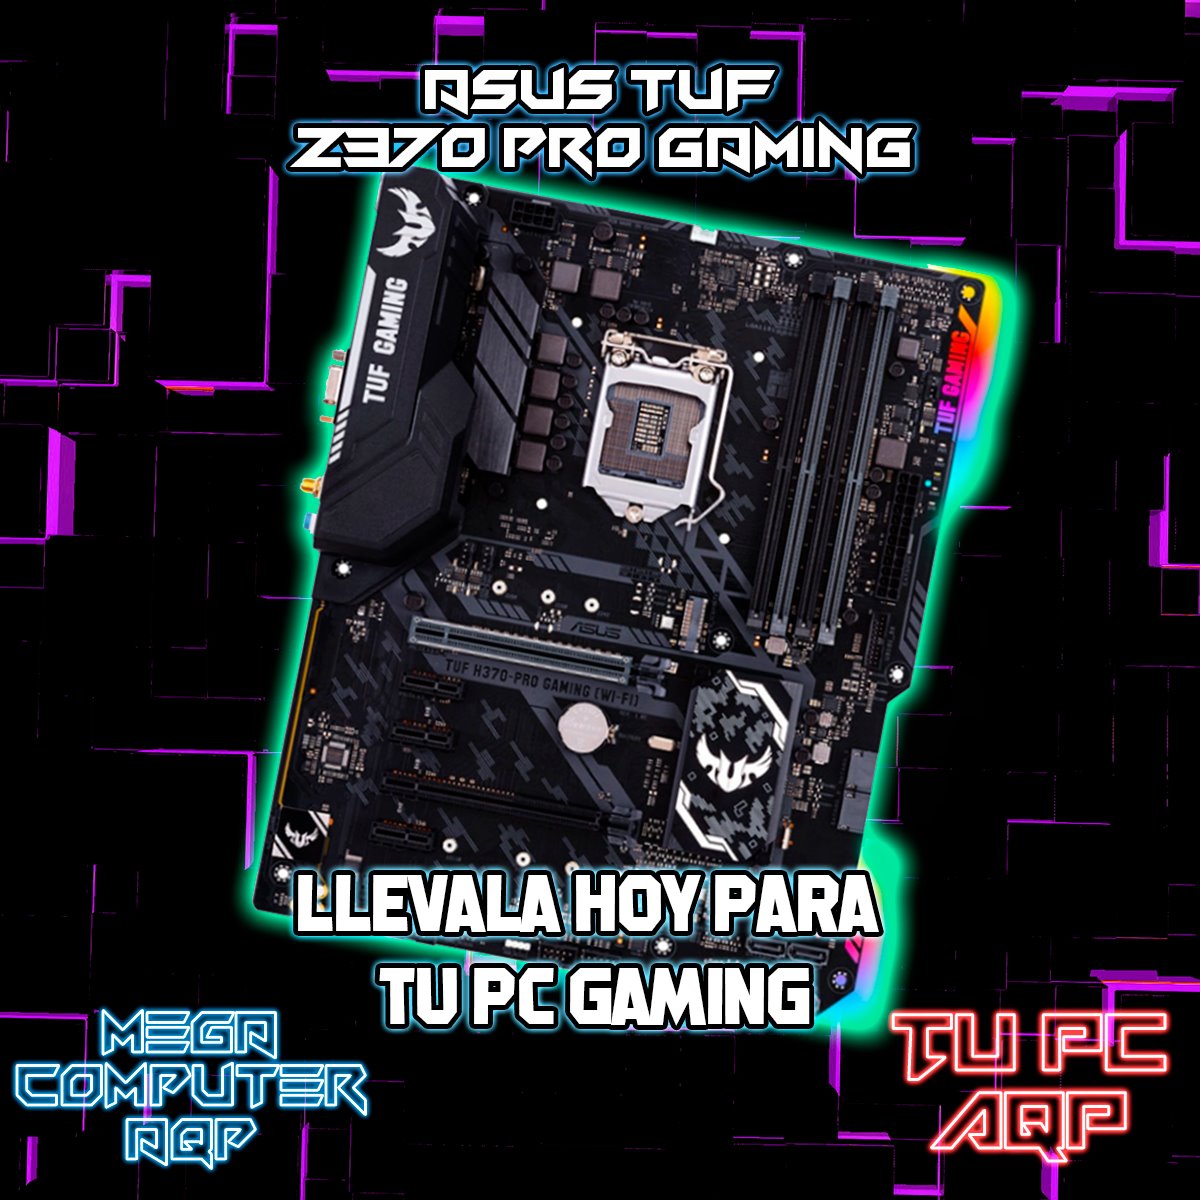 ASUS TUF
Z370 PRO GAMING
TUF GAMING
TUF GAMING
ASUS
TUF H370-PRO GAMING (WI-FI)
LLEVALA HOY PARA
TU PC GAMING
MEGA
COMPUTER
AQP
TU PC
AQP